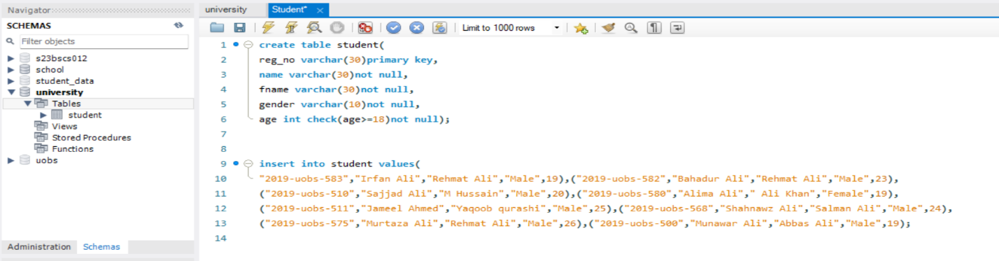 Navigator
SCHEMAS
Filter objects
s23bscs012
school
student_data
university
Tables
student
Views
Stored Procedures
Functions
uobs
Administration Schemas
university Student*
Limit to 1000 rows
1 create table student(
2 reg_no varchar(30)primary key,
3 name varchar(30)not null,
4 fname varchar(30)not null,
5 gender varchar(10)not null,
6 age int check(age>=18)not null);
7
8
9 insert into student values(
10 "2019-uobs-583","Irfan Ali","Rehmat Ali","Male",19),("2019-uobs-582","Bahadur Ali","Rehmat Ali","Male",23),
11 ("2019-uobs-510","Sajjad Ali","M Hussain","Male",20),("2019-uobs-580","Alima Ali"," Ali Khan","Female",19),
12 ("2019-uobs-511","Jameel Ahmed","Yaqoob qurashi","Male",25),("2019-uobs-568","Shahnawz Ali","Salman Ali","Male",24),
13 ("2019-uobs-575","Murtaza Ali","Rehmat Ali","Male",26),("2019-uobs-500","Munawar Ali","Abbas Ali","Male",19);
14